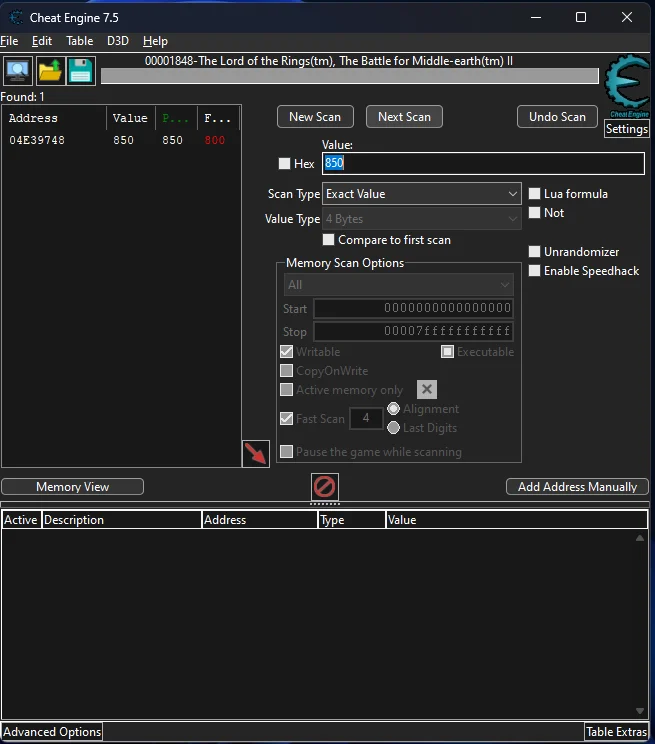 Cheat Engine 7.5
File Edit Table D3D Help
00001848-The Lord of the Rings(tm), The Battle for Middle-earth(tm) II
Found: 1
Address Value P... F...
04E39748 850 850 800
New Scan Next Scan Undo Scan
Cheat Engine
Settings
Value:
Hex 850
Scan Type Exact Value
Lua formula
Value Type 4 Bytes
Not
Compare to first scan
Unrandomizer
Enable Speedhack
Memory Scan Options
All
Start 0000000000000000
Stop 00007fffffffffff
Writable Executable
CopyOnWrite
Active memory only
Fast Scan 4 Alignment
Last Digits
Pause the game while scanning
Memory View Add Address Manually
Active Description Address Type Value
Advanced Options Table Extras